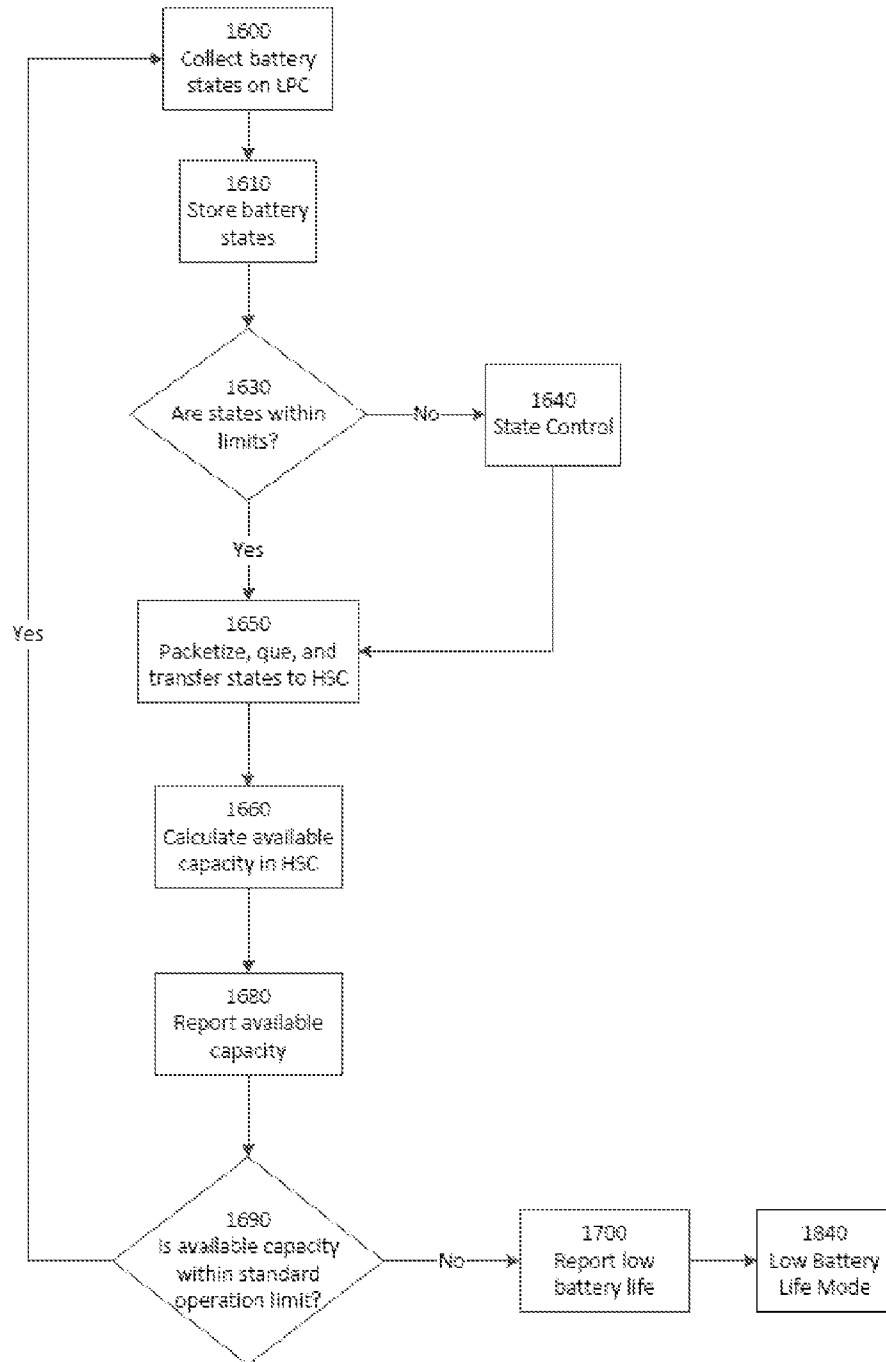 1600
Collect battery
states on LPC
1610
Store battery
states
1630
Are states within
limits?
No
1640
State Control
Yes
Yes
1650
Packetize, que, and
transfer states to HSC
1660
Calculate available
capacity in HSC
1680
Report available
capacity
1690
Is available capacity
within standard
operation limit?
No
1700
Report low
battery life
1840
Low Battery
Life Mode